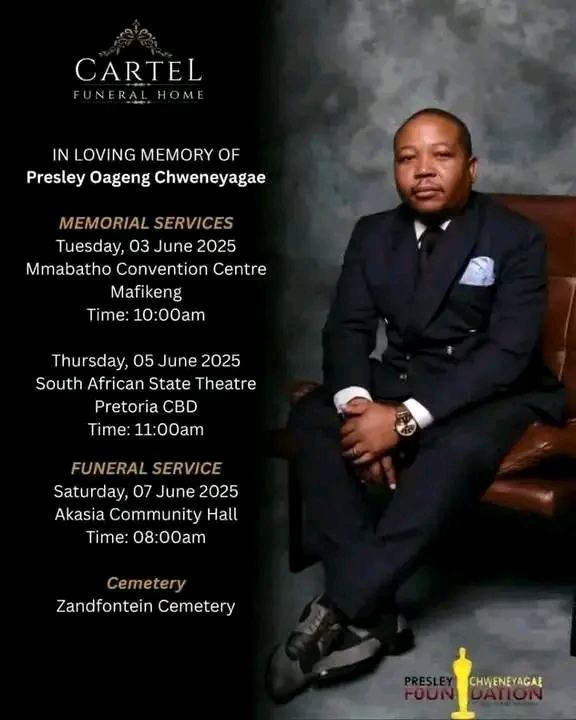 CARTEL
FUNERAL HOME
IN LOVING MEMORY OF
Presley Oageng Chweneyagae
MEMORIAL SERVICES
Tuesday, 03 June 2025
Mmabatho Convention Centre
Mafikeng
Time: 10:00am
Thursday, 05 June 2025
South African State Theatre
Pretoria CBD
Time: 11:00am
FUNERAL SERVICE
Saturday, 07 June 2025
Akasia Community Hall
Time: 08:00am
Cemetery
Zandfontein Cemetery
PRESLEY CHWENEYAGAE
FOUNDATION